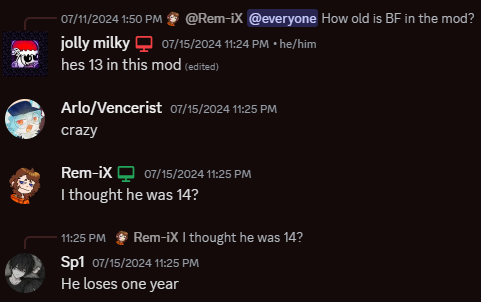 07/11/2024 1:50 PM @Rem-iX @everyone How old is BF in the mod?
jolly milky 07/15/2024 11:24 PM • he/him
hes 13 in this mod (edited)
Arlo/Vencerist 07/15/2024 11:25 PM
crazy
Rem-iX 07/15/2024 11:25 PM
I thought he was 14?
11:25 PM Rem-iX I thought he was 14?
Sp1 07/15/2024 11:25 PM
He loses one year